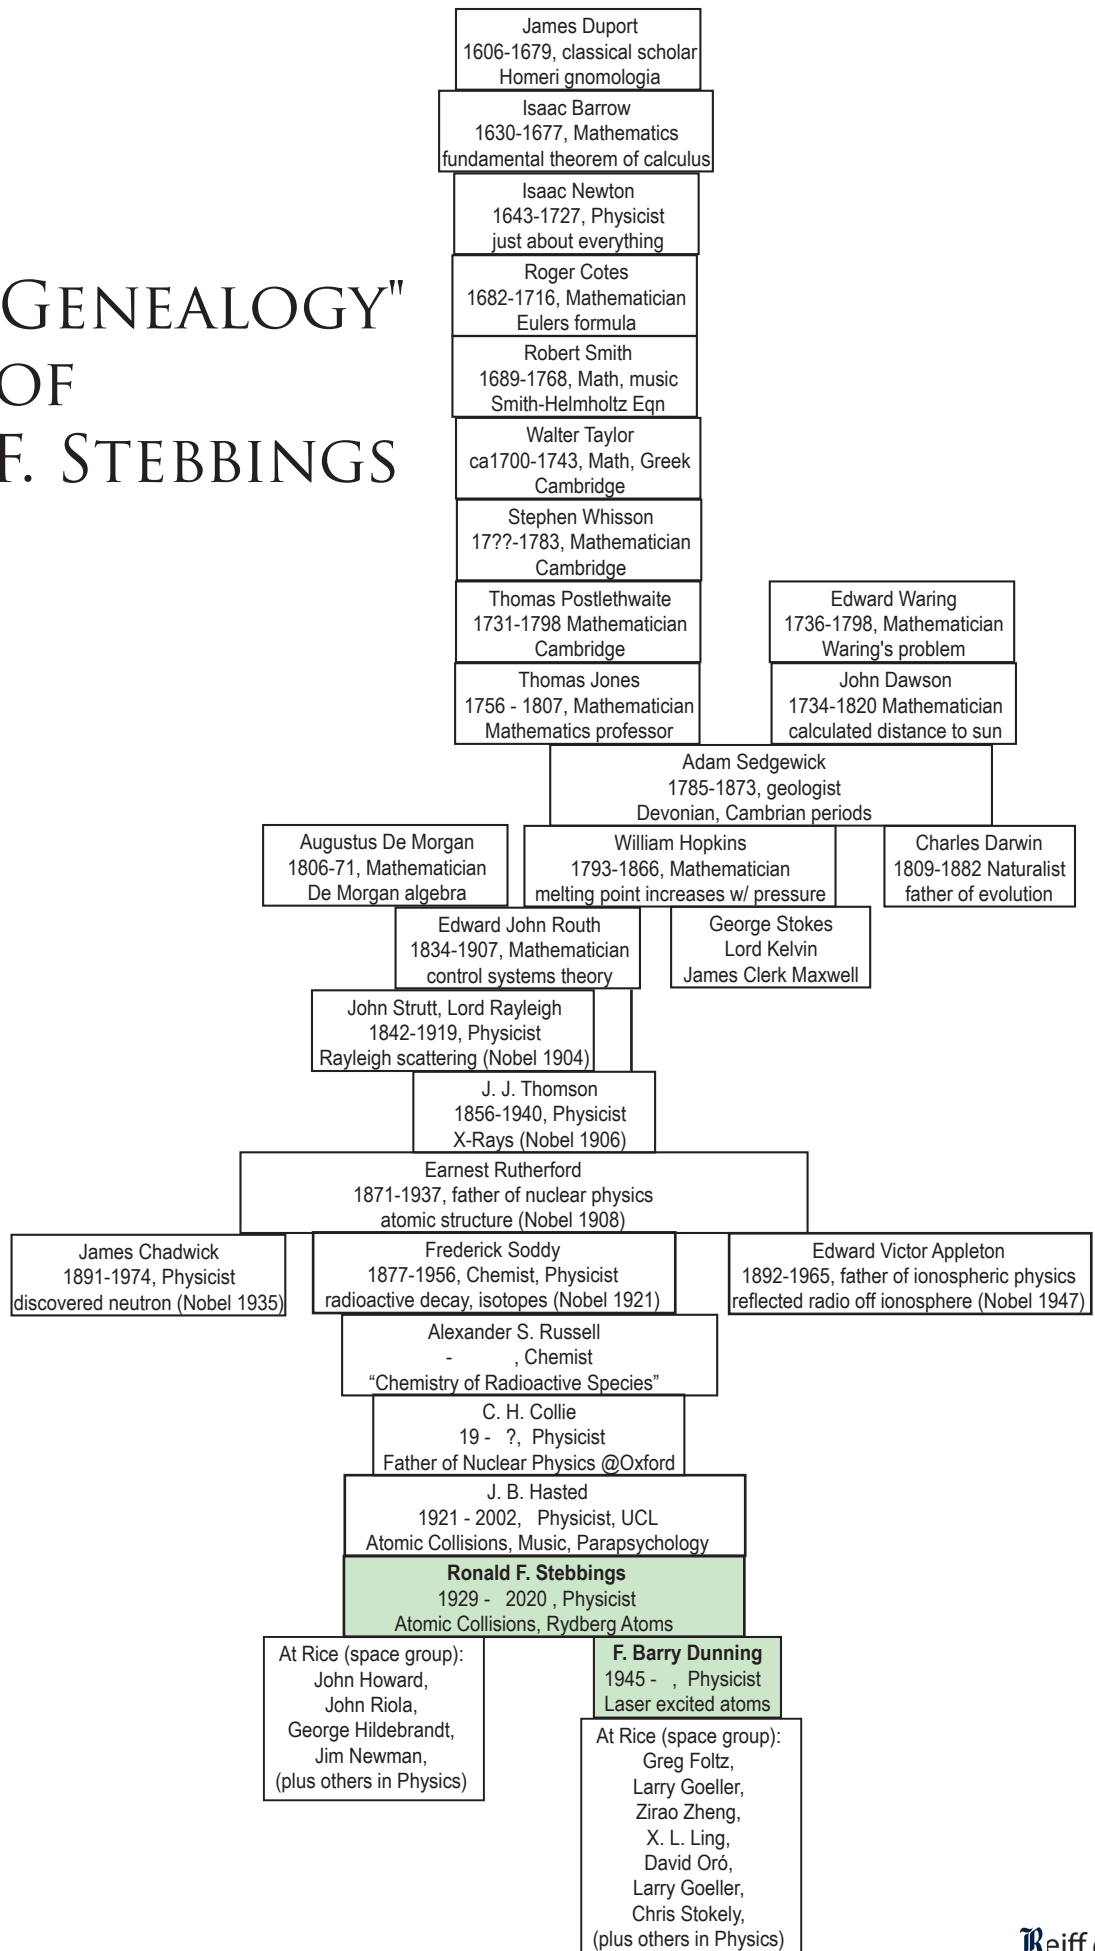 James Duport
1606-1679, classical scholar
Homeri gnomologia
Isaac Barrow
1630-1677, Mathematics
fundamental theorem of calculus
Isaac Newton
1643-1727, Physicist
just about everything
GENEALOGY"
OF
F. STEBBINGS
Roger Cotes
1682-1716, Mathematician
Eulers formula
Robert Smith
1689-1768, Math, music
Smith-Helmholtz Eqn
Walter Taylor
ca1700-1743, Math, Greek
Cambridge
Stephen Whisson
17??-1783, Mathematician
Cambridge
Thomas Postlethwaite
1731-1798 Mathematician
Cambridge
Edward Waring
1736-1798, Mathematician
Waring's problem
Thomas Jones
1756 - 1807, Mathematician
Mathematics professor
John Dawson
1734-1820 Mathematician
calculated distance to sun
Adam Sedgewick
1785-1873, geologist
Devonian, Cambrian periods
Augustus De Morgan
1806-71, Mathematician
De Morgan algebra
William Hopkins
1793-1866, Mathematician
melting point increases w/ pressure
Charles Darwin
1809-1882 Naturalist
father of evolution
Edward John Routh
1834-1907, Mathematician
control systems theory
George Stokes
Lord Kelvin
James Clerk Maxwell
John Strutt, Lord Rayleigh
1842-1919, Physicist
Rayleigh scattering (Nobel 1904)
J. J. Thomson
1856-1940, Physicist
X-Rays (Nobel 1906)
Earnest Rutherford
1871-1937, father of nuclear physics
atomic structure (Nobel 1908)
James Chadwick
1891-1974, Physicist
discovered neutron (Nobel 1935)
Frederick Soddy
1877-1956, Chemist, Physicist
radioactive decay, isotopes (Nobel 1921)
Edward Victor Appleton
1892-1965, father of ionospheric physics
reflected radio off ionosphere (Nobel 1947)
Alexander S. Russell
- , Chemist
“Chemistry of Radioactive Species”
C. H. Collie
19 - ?, Physicist
Father of Nuclear Physics @Oxford
J. B. Hasted
1921 - 2002, Physicist, UCL
Atomic Collisions, Music, Parapsychology
Ronald F. Stebbings
1929 - 2020 , Physicist
Atomic Collisions, Rydberg Atoms
At Rice (space group):
John Howard,
John Riola,
George Hildebrandt,
Jim Newman,
(plus others in Physics)
F. Barry Dunning
1945 - , Physicist
Laser excited atoms
At Rice (space group):
Greg Foltz,
Larry Goeller,
Zirao Zheng,
X. L. Ling,
David Oró,
Larry Goeller,
Chris Stokely,
(plus others in Physics)
Reiff